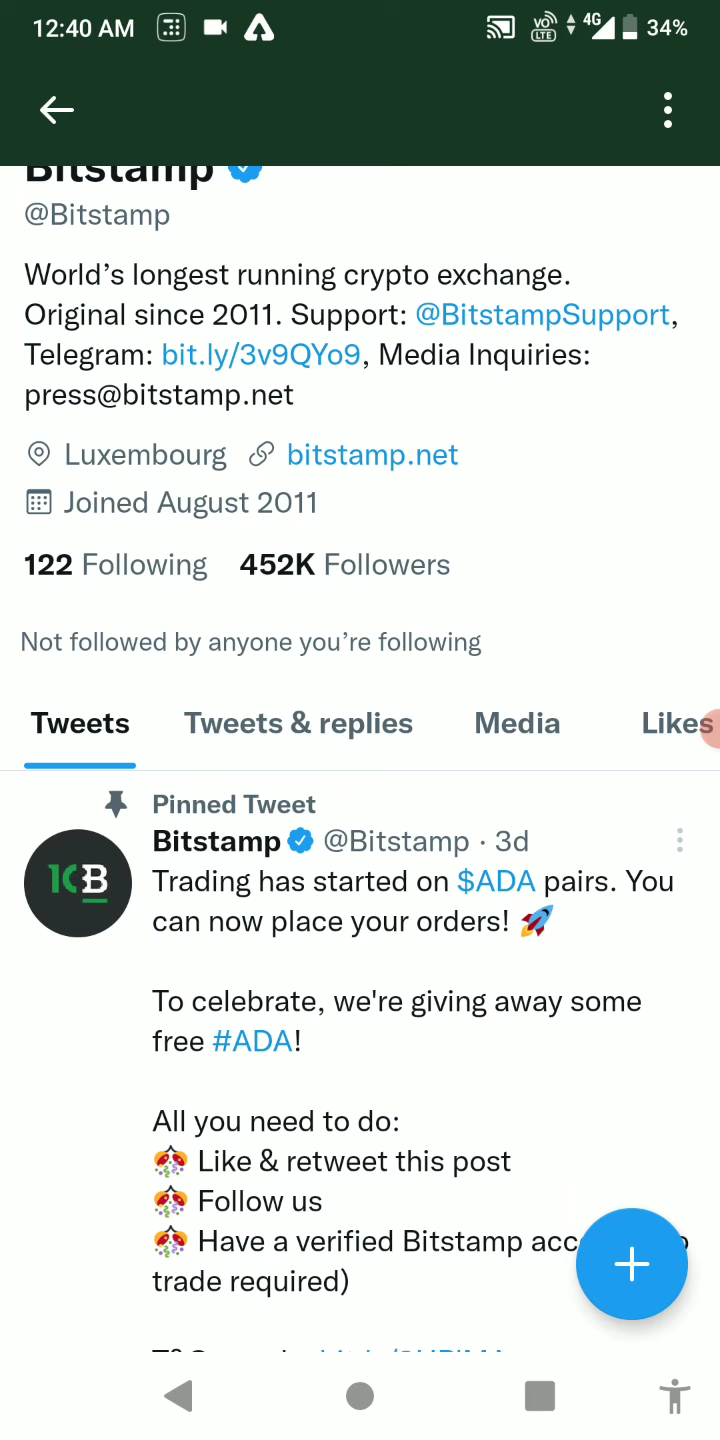 12:40 AM VO LTE 4G 34%
Bitstamp
@Bitstamp
World's longest running crypto exchange.
Original since 2011. Support: @BitstampSupport,
Telegram: bit.ly/3v9QYo9, Media Inquiries:
press@bitstamp.net
Luxembourg bitstamp.net
Joined August 2011
122 Following 452K Followers
Not followed by anyone you're following
Tweets Tweets & replies Media Likes
Pinned Tweet
Bitstamp @Bitstamp · 3d
10 B
Trading has started on $ADA pairs. You
can now place your orders! 🚀
To celebrate, we're giving away some
free #ADA!
All you need to do:
🎊 Like & retweet this post
🎊 Follow us
🎊 Have a verified Bitstamp
trade required)